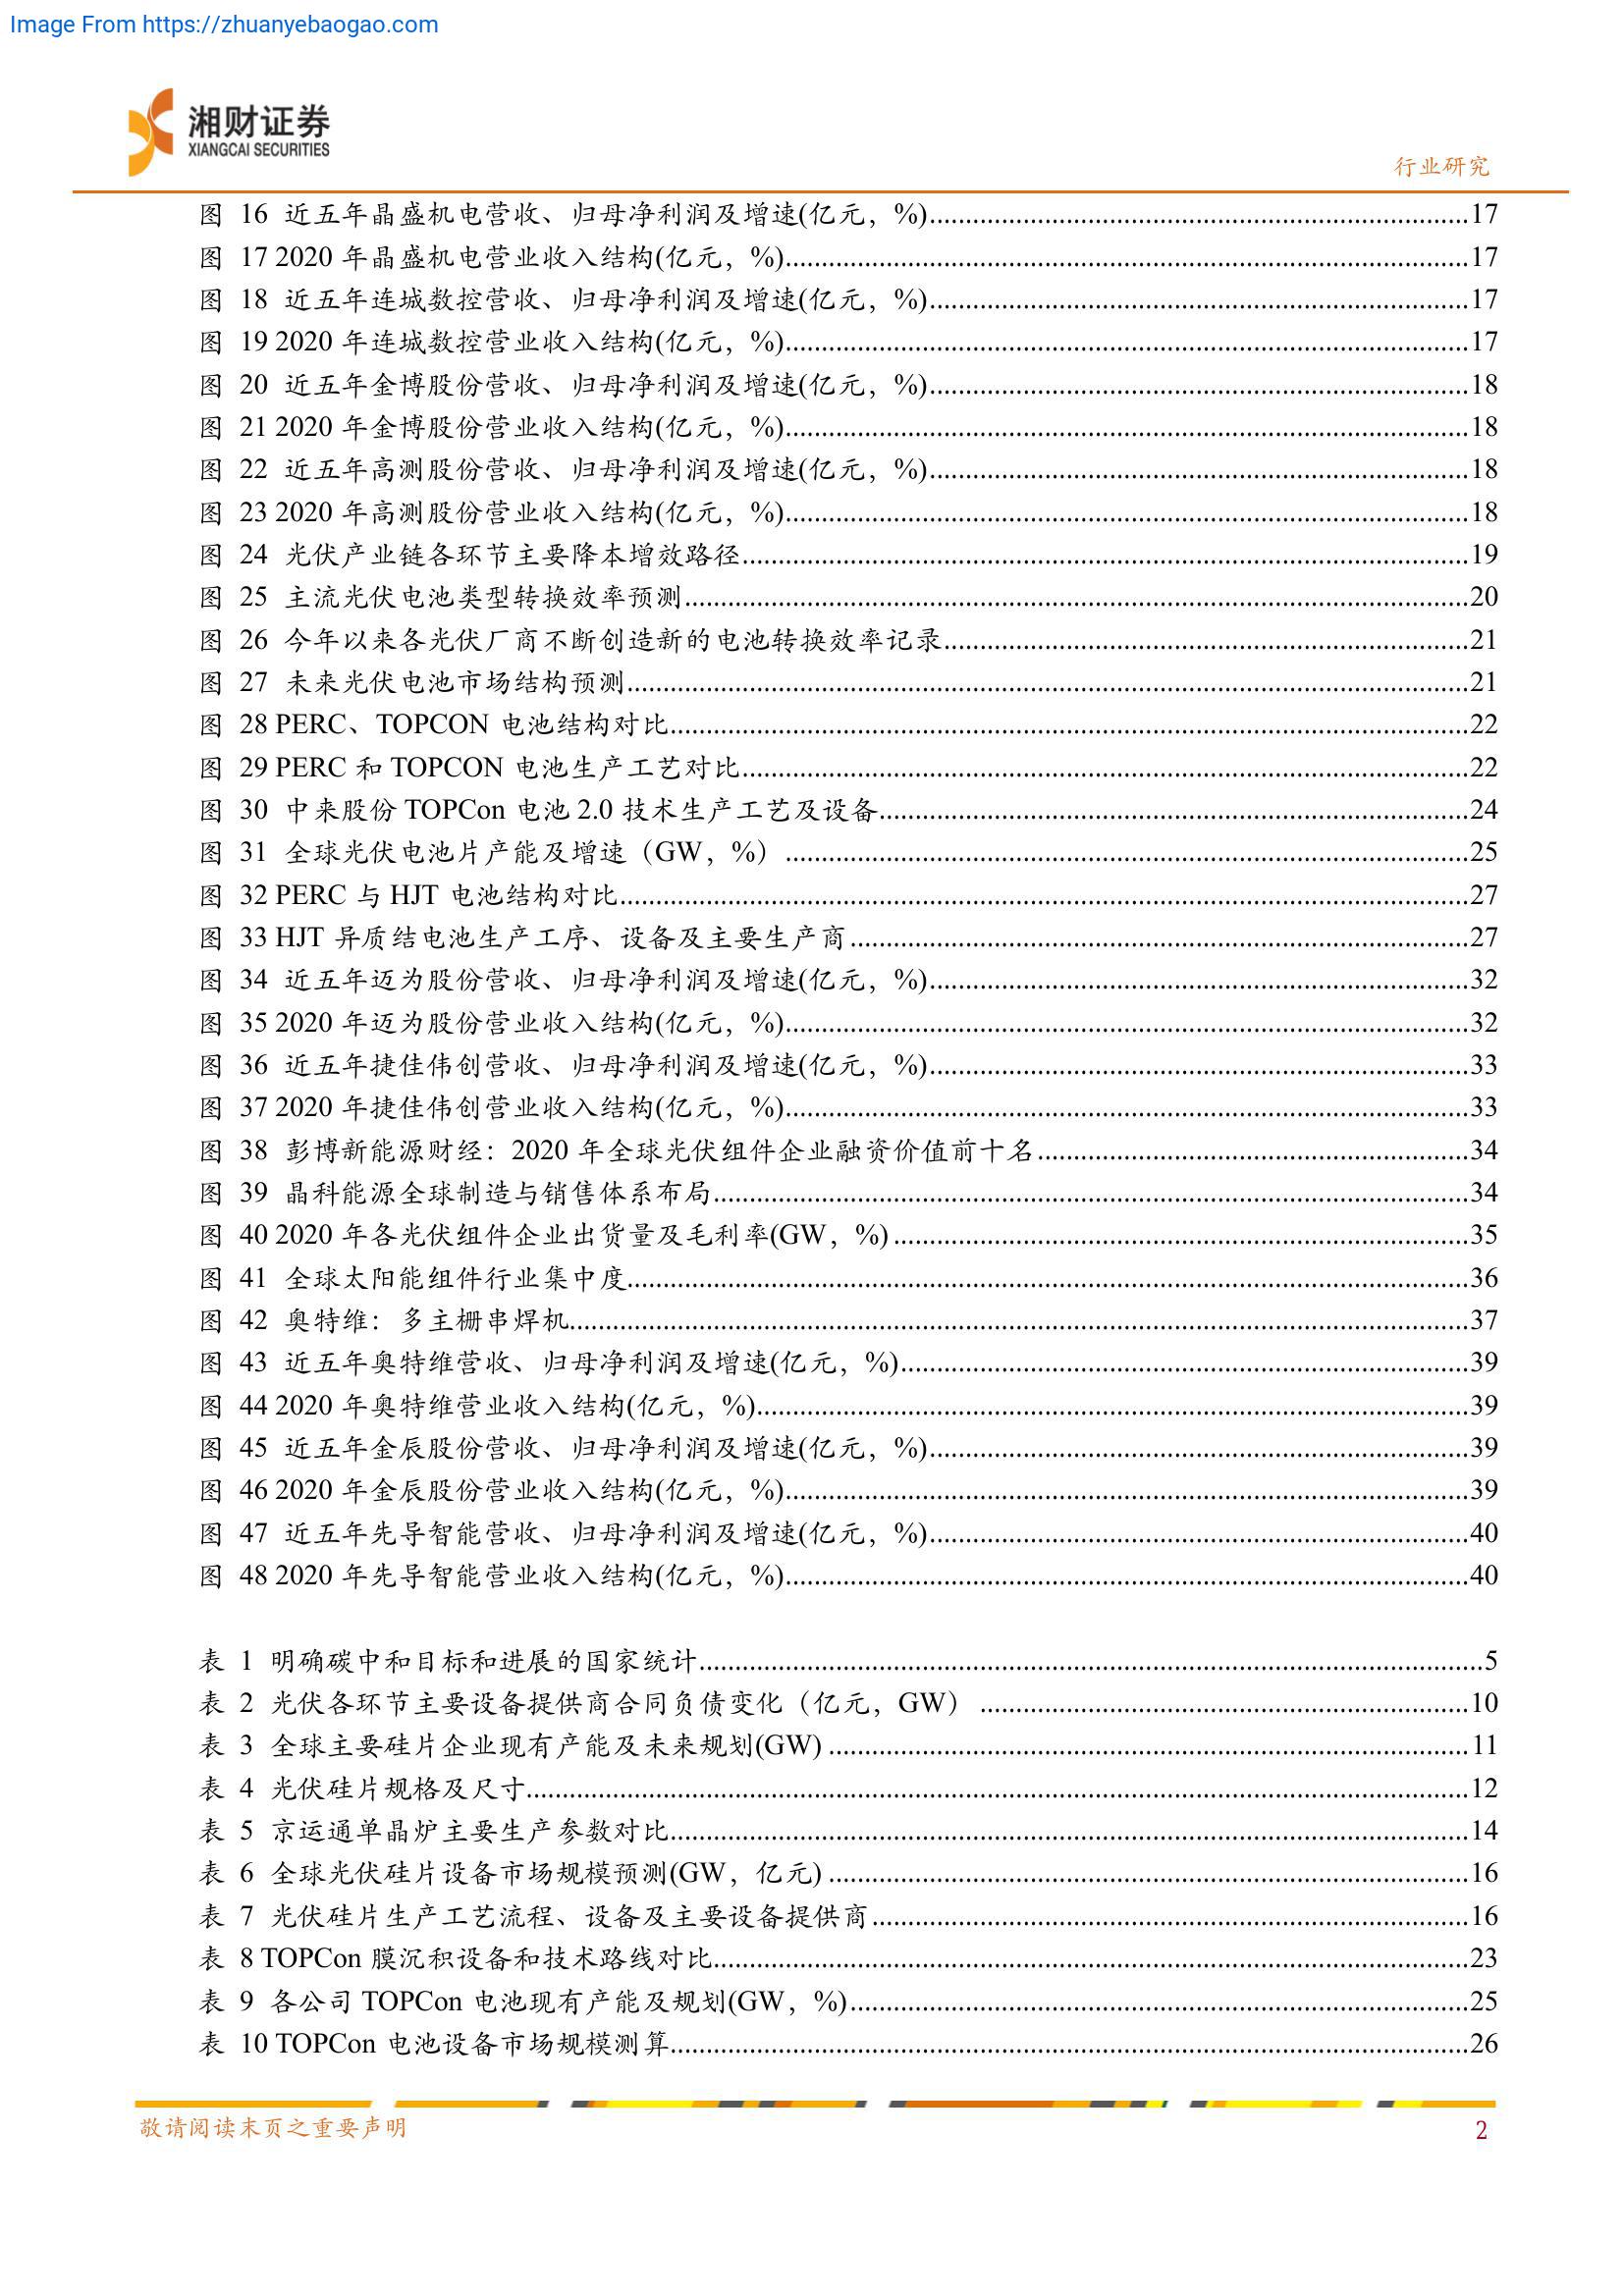 Image From https://zhuanyebaogao.com
湘财证券
XIANGCAI SECURITIES
行业研究
图 16 近五年晶盛机电营收、归母净利润及增速(亿元，%)....................17
图 17 2020 年晶盛机电营业收入结构(亿元，%)....................17
图 18 近五年连城数控营收、归母净利润及增速(亿元，%)....................17
图 19 2020 年连城数控营业收入结构(亿元，%)....................17
图 20 近五年金博股份营收、归母净利润及增速(亿元，%)....................18
图 21 2020 年金博股份营业收入结构(亿元，%)....................18
图 22 近五年高测股份营收、归母净利润及增速(亿元，%)....................18
图 23 2020 年高测股份营业收入结构(亿元，%)....................18
图 24 光伏产业链各环节主要降本增效路径....................19
图 25 主流光伏电池类型转换效率预测....................20
图 26 今年以来各光伏厂商不断创造新的电池转换效率记录....................21
图 27 未来光伏电池市场结构预测....................21
图 28 PERC、TOPCON 电池结构对比....................22
图 29 PERC 和 TOPCON 电池生产工艺对比....................22
图 30 中来股份 TOPCon 电池 2.0 技术生产工艺及设备....................24
图 31 全球光伏电池片产能及增速（GW，%）....................25
图 32 PERC 与 HJT 电池结构对比....................27
图 33 HJT 异质结电池生产工序、设备及主要生产商....................27
图 34 近五年迈为股份营收、归母净利润及增速(亿元，%)....................32
图 35 2020 年迈为股份营业收入结构(亿元，%)....................32
图 36 近五年捷佳伟创营收、归母净利润及增速(亿元，%)....................33
图 37 2020 年捷佳伟创营业收入结构(亿元，%)....................33
图 38 彭博新能源财经：2020 年全球光伏组件企业融资价值前十名....................34
图 39 晶科能源全球制造与销售体系布局....................34
图 40 2020 年各光伏组件企业出货量及毛利率(GW，%)....................35
图 41 全球太阳能组件行业集中度....................36
图 42 奥特维：多主栅串焊机....................37
图 43 近五年奥特维营收、归母净利润及增速(亿元，%)....................39
图 44 2020 年奥特维营业收入结构(亿元，%)....................39
图 45 近五年金辰股份营收、归母净利润及增速(亿元，%)....................39
图 46 2020 年金辰股份营业收入结构(亿元，%)....................39
图 47 近五年先导智能营收、归母净利润及增速(亿元，%)....................40
图 48 2020 年先导智能营业收入结构(亿元，%)....................40
表 1 明确碳中和目标和进展的国家统计....................5
表 2 光伏各环节主要设备提供商合同负债变化（亿元，GW）....................10
表 3 全球主要硅片企业现有产能及未来规划(GW)....................11
表 4 光伏硅片规格及尺寸....................12
表 5 京运通单晶炉主要生产参数对比....................14
表 6 全球光伏硅片设备市场规模预测(GW，亿元)....................16
表 7 光伏硅片生产工艺流程、设备及主要设备提供商....................16
表 8 TOPCon 膜沉积设备和技术路线对比....................23
表 9 各公司 TOPCon 电池现有产能及规划(GW，%)....................25
表 10 TOPCon 电池设备市场规模测算....................26
敬请阅读末页之重要声明
2